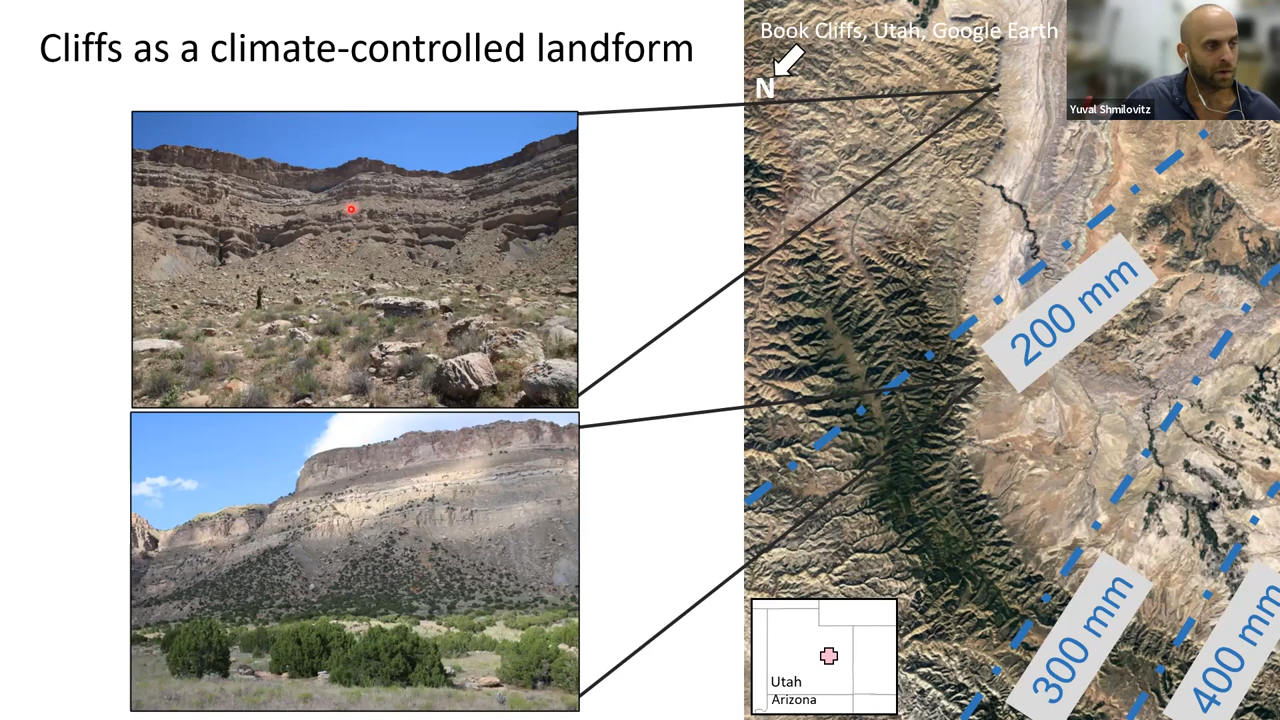 Cliffs as a climate-controlled landform
Book Cliffs, Utah, Google Earth
N
Yuval Shmilovitz
200 mm
300 mm
400 mm
Utah
Arizona